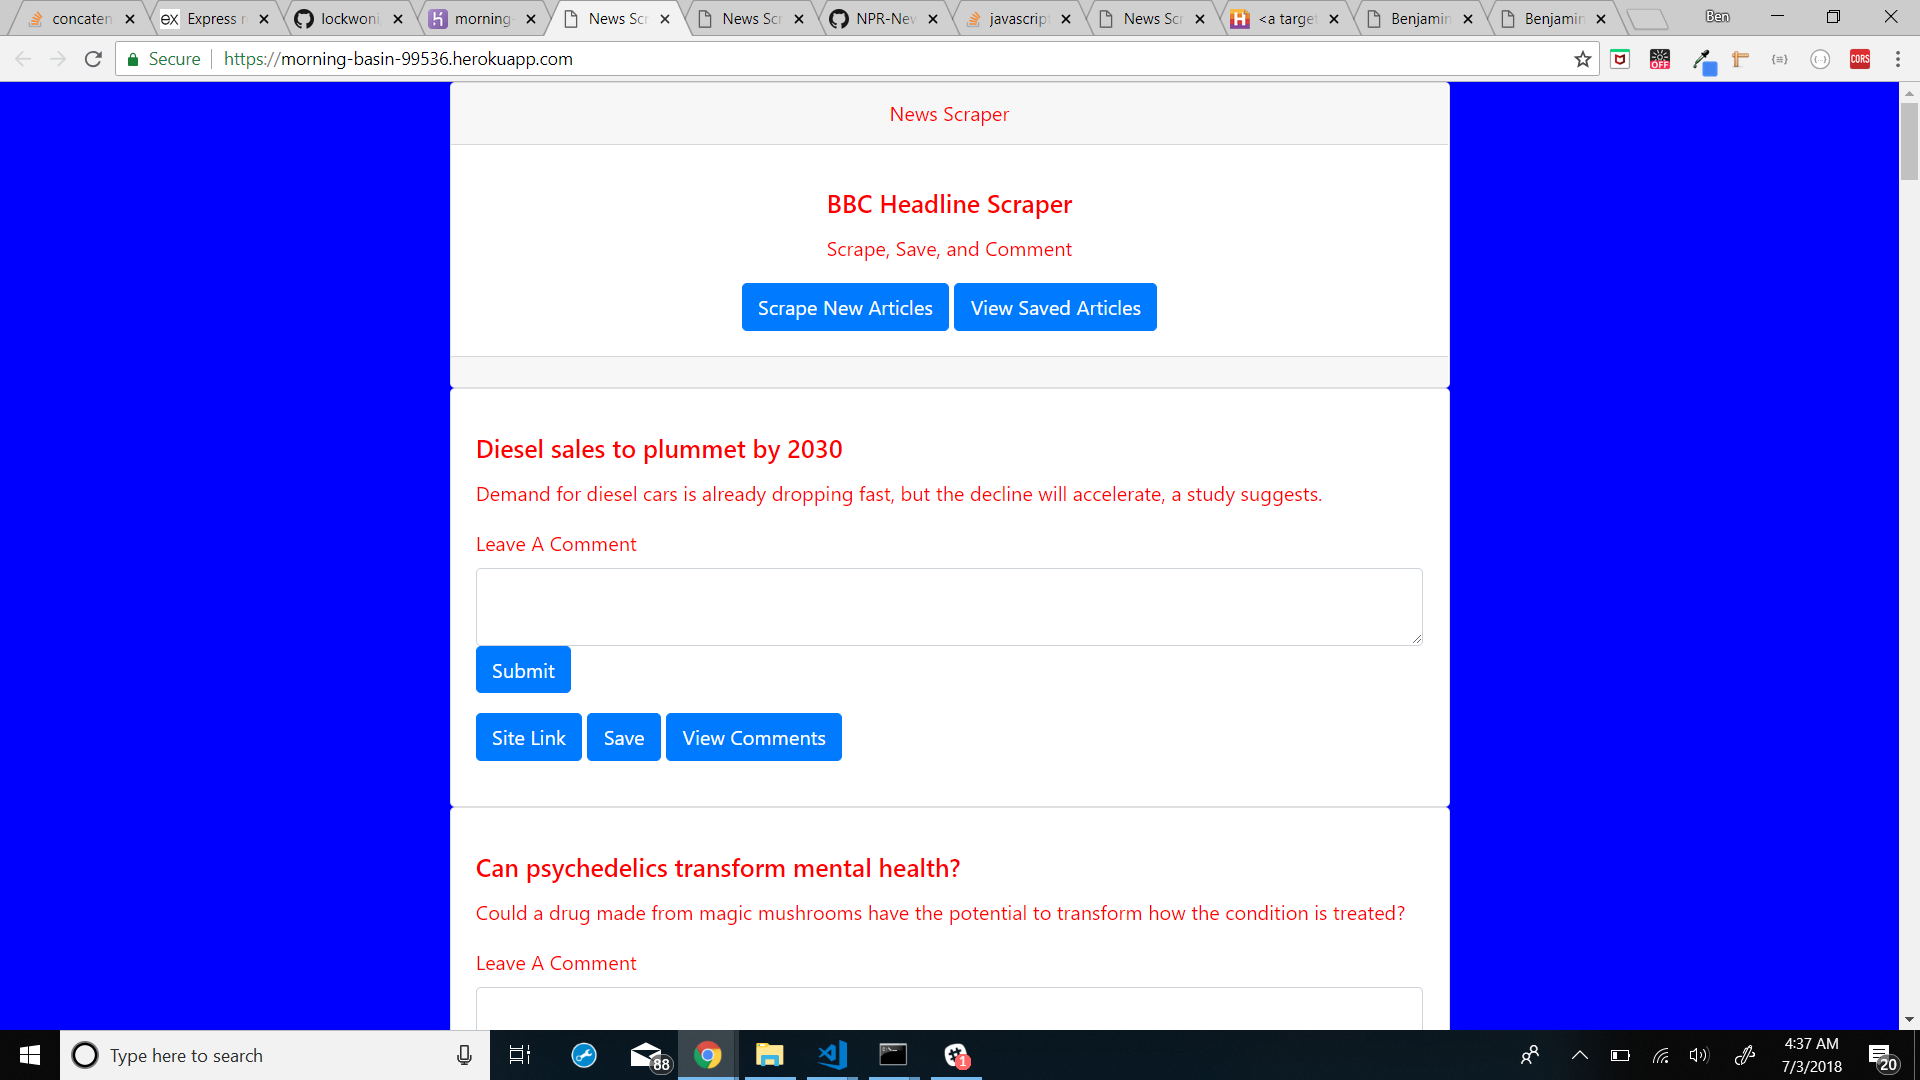 concaten
Express r
lockwoni
morning-
News Scr
News Scr
NPR-New
javascrip
News Scr
<a target
Benjamin
Benjamin
Ben
Secure
https://morning-basin-99536.herokuapp.com
OFF
CORS
News Scraper
BBC Headline Scraper
Scrape, Save, and Comment
Scrape New Articles
View Saved Articles
Diesel sales to plummet by 2030
Demand for diesel cars is already dropping fast, but the decline will accelerate, a study suggests.
Leave A Comment
Submit
Site Link
Save
View Comments
Can psychedelics transform mental health?
Could a drug made from magic mushrooms have the potential to transform how the condition is treated?
Leave A Comment
Type here to search
88
1
4:37 AM
7/3/2018
20